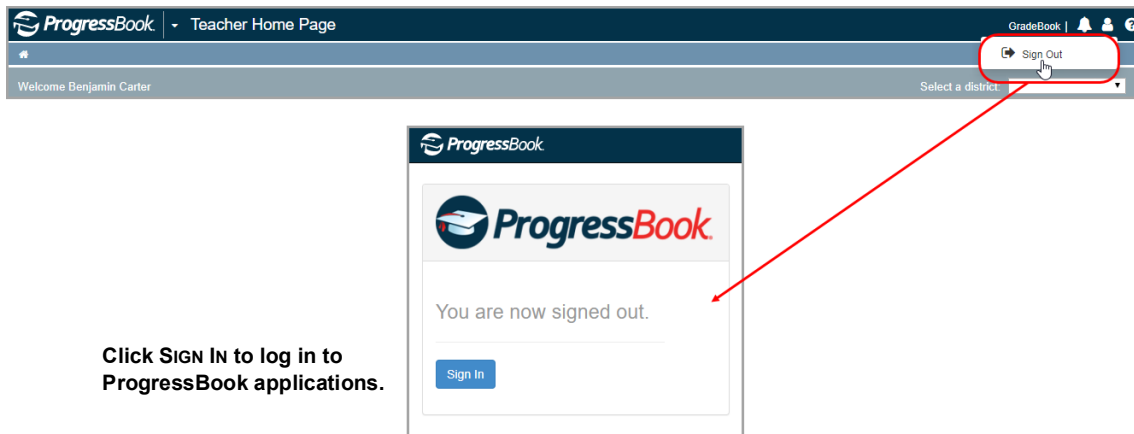 ProgressBook. Teacher Home Page GradeBook |
Sign Out
Welcome Benjamin Carter Select a district:
ProgressBook.
ProgressBook.
You are now signed out.
Click SIGN IN to log in to
ProgressBook applications.
Sign In